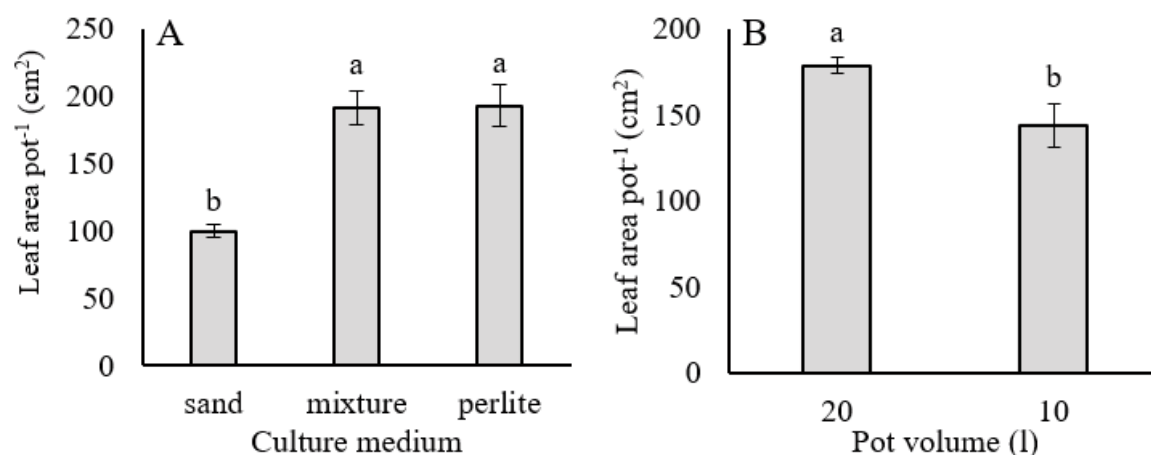 A
Leaf area pot⁻¹ (cm²)
250
200
150
100
50
0
b
a
a
sand
mixture
perlite
Culture medium
B
Leaf area pot⁻¹ (cm²)
200
150
100
50
0
a
b
20
10
Pot volume (l)